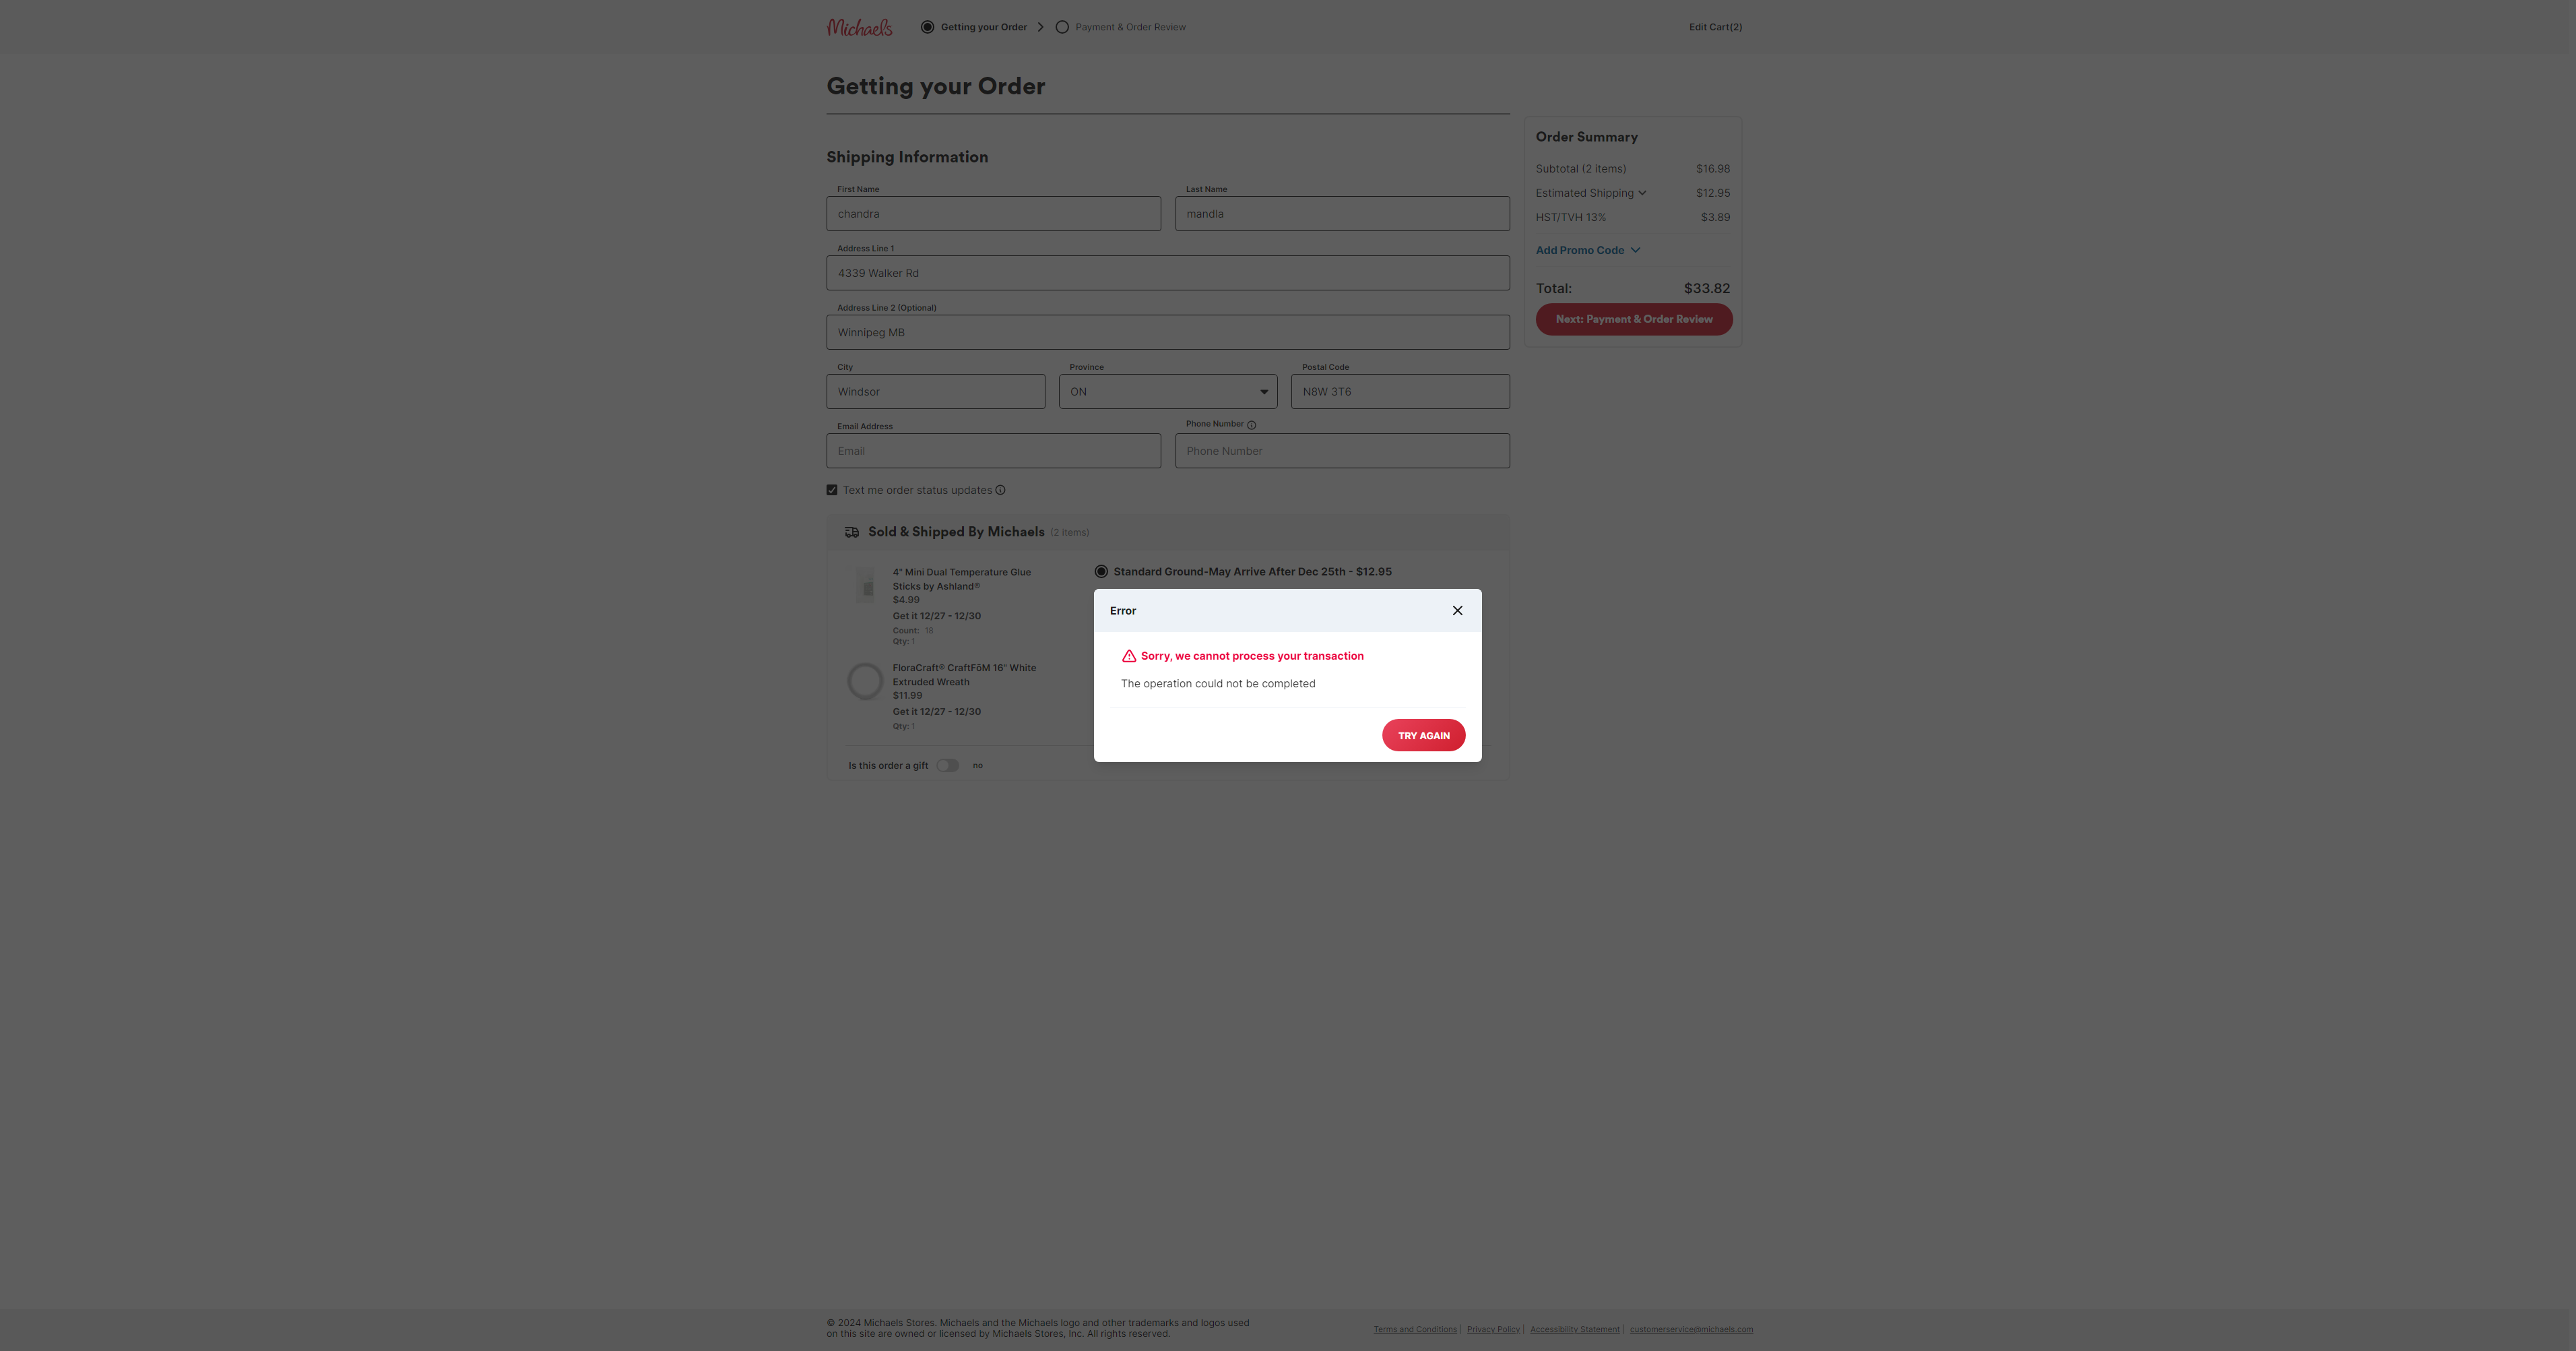 Michaels
Getting your Order
Payment & Order Review
Edit Cart(2)
Getting your Order
Shipping Information
First Name
Last Name
chandra
mandia
Address Line 1
4339 Walker Rd
Address Line 2 (Optional)
Winnipeg MB
City
Province
Postal Code
Windsor
ON
N8W 3T6
Email Address
Phone Number
Email
Phone Number
Text me order status updates
Order Summary
Subtotal (2 items) $16.98
Estimated Shipping $12.95
HST/TVH 13% $3.89
Add Promo Code
Total: $33.82
Next: Payment & Order Review
Sold & Shipped By Michaels (2 items)
4" Mini Dual Temperature Glue
Sticks by Ashland®
$4.99
Get it 12/27 - 12/30
Count: 18
Qty: 1
Standard Ground-May Arrive After Dec 25th - $12.95
FloraCraft® CraftFōM 16" White
Extruded Wreath
$11.99
Get it 12/27 - 12/30
Qty: 1
Is this order a gift no
Error
Sorry, we cannot process your transaction
The operation could not be completed
TRY AGAIN
© 2024 Michaels Stores. Michaels and the Michaels logo and other trademarks and logos used
on this site are owned or licensed by Michaels Stores, Inc. All rights reserved.
Terms and Conditions | Privacy Policy | Accessibility Statement | customerservice@michaels.com